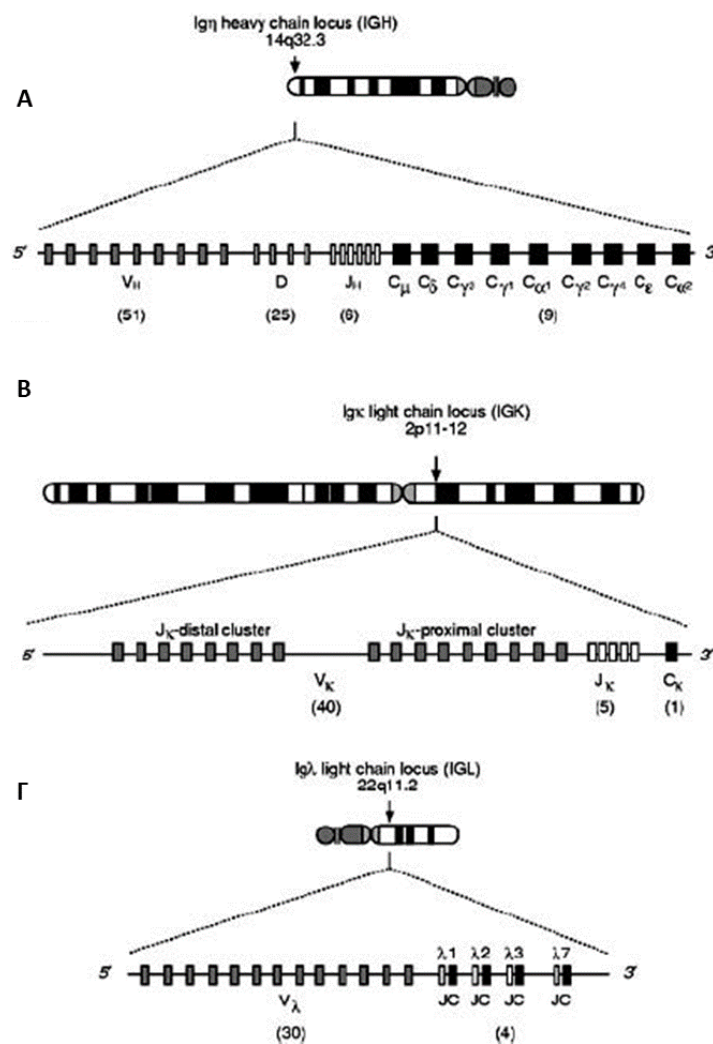 Igη heavy chain locus (IGH)
14q32.3
A
5' 3'
VH D JH Cμ Cδ Cγ3 Cγ1 Cα1 Cγ2 Cγ4 Cε Cα2
(51) (25) (6) (9)
B
Igκ light chain locus (IGK)
2p11-12
Jκ-distal cluster Jκ-proximal cluster
5' 3'
Vκ Jκ Cκ
(40) (5) (1)
Γ
Igλ light chain locus (IGL)
22q11.2
λ1 λ2 λ3 λ7
5' 3'
Vλ JC JC JC JC
(30) (4)